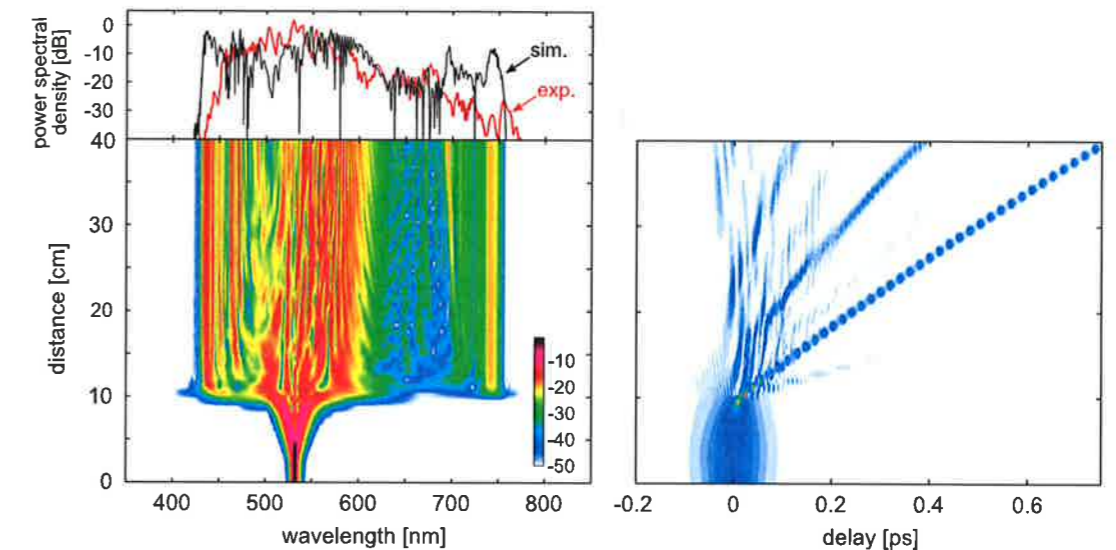 power spectral
density [dB]
0
-10
-20
-30
40
sim.
exp.
distance [cm]
30
20
10
0
-10
-20
-30
-40
-50
400 500 600 700 800
wavelength [nm]
-0.2 0 0.2 0.4 0.6
delay [ps]